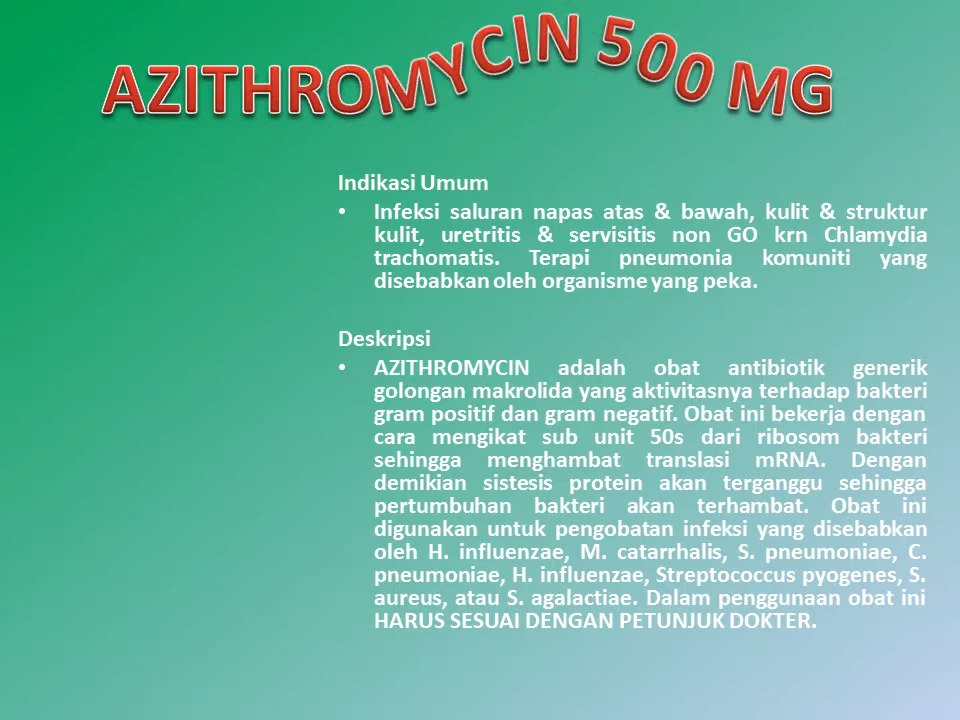 AZITHROMYCIN 500 MG
Indikasi Umum
• Infeksi saluran napas atas & bawah, kulit & struktur
kulit, uretritis & servisitis non GO krn Chlamydia
trachomatis. Terapi pneumonia komuniti yang
disebabkan oleh organisme yang peka.
Deskripsi
• AZITHROMYCIN adalah obat antibiotik generik
golongan makrolida yang aktivitasnya terhadap bakteri
gram positif dan gram negatif. Obat ini bekerja dengan
cara mengikat sub unit 50s dari ribosom bakteri
sehingga menghambat translasi mRNA. Dengan
demikian sistesis protein akan terganggu sehingga
pertumbuhan bakteri akan terhambat. Obat ini
digunakan untuk pengobatan infeksi yang disebabkan
oleh H. influenzae, M. catarrhalis, S. pneumoniae, C.
pneumoniae, H. influenzae, Streptococcus pyogenes, S.
aureus, atau S. agalactiae. Dalam penggunaan obat ini
HARUS SESUAI DENGAN PETUNJUK DOKTER.